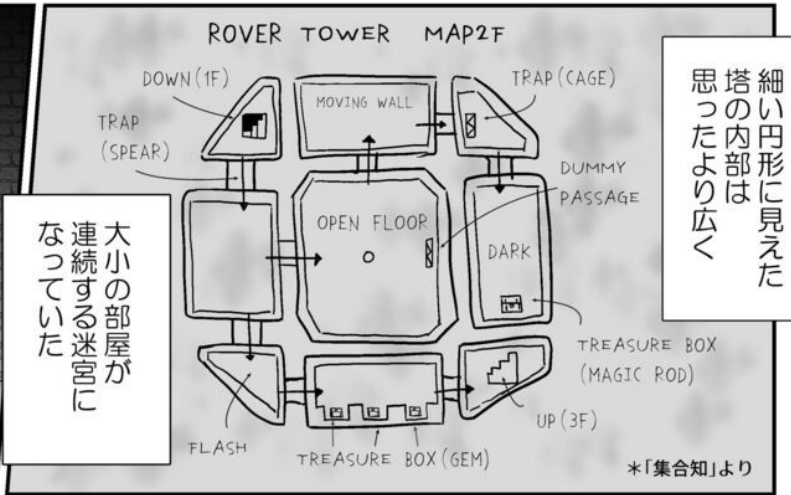 細い円形に見えた
塔の内部は
思ったより広く
ROVER TOWER MAP2F
DOWN(1F)
MOVING WALL
TRAP(CAGE)
TRAP
(SPEAR)
DUMMY
PASSAGE
OPEN FLOOR
DARK
大小の部屋が
連続する迷宮に
なっていた
TREASURE BOX
(MAGIC ROD)
UP(3F)
FLASH
TREASURE BOX(GEM)
*「集合知」より